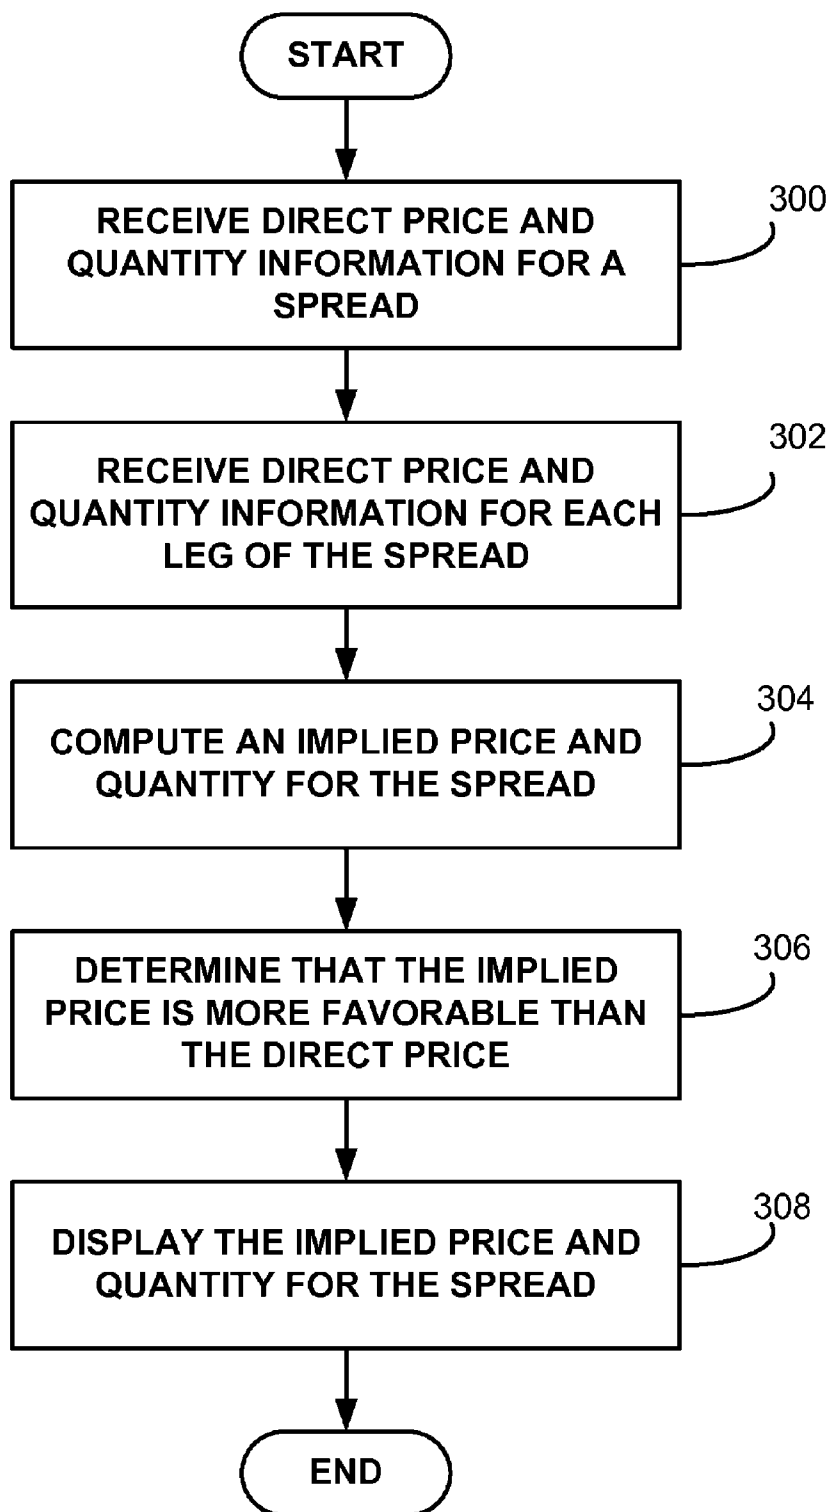 START
RECEIVE DIRECT PRICE AND
QUANTITY INFORMATION FOR A
SPREAD
300
RECEIVE DIRECT PRICE AND
QUANTITY INFORMATION FOR EACH
LEG OF THE SPREAD
302
COMPUTE AN IMPLIED PRICE AND
QUANTITY FOR THE SPREAD
304
DETERMINE THAT THE IMPLIED
PRICE IS MORE FAVORABLE THAN
THE DIRECT PRICE
306
DISPLAY THE IMPLIED PRICE AND
QUANTITY FOR THE SPREAD
308
END